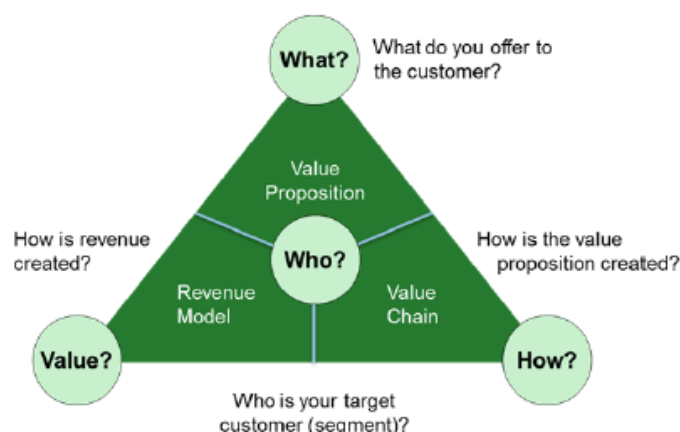 What?
What do you offer to
the customer?
Value
Proposition
How is revenue
created?
Who?
How is the value
proposition created?
Revenue
Model
Value
Chain
Value?
How?
Who is your target
customer (segment)?